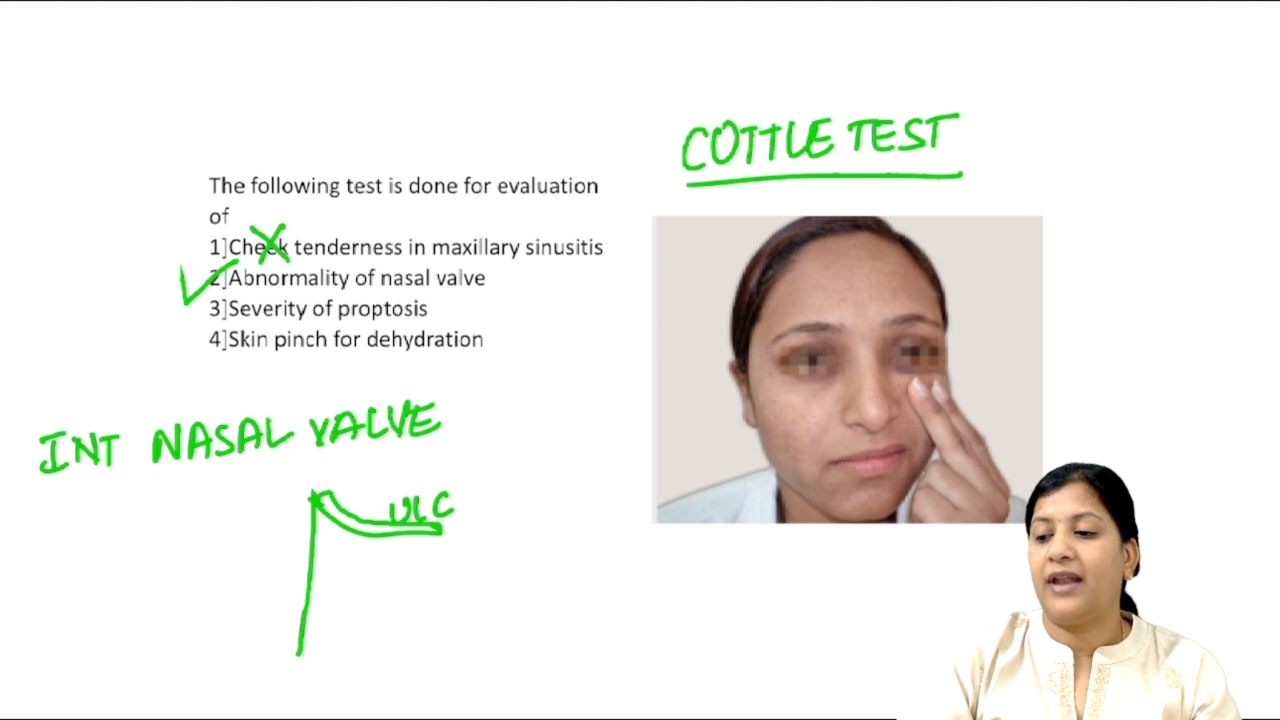 COTTLE TEST
The following test is done for evaluation
of
1]Cheek tenderness in maxillary sinusitis
2]Abnormality of nasal valve
3]Severity of proptosis
4]Skin pinch for dehydration
INT NASAL VALVE
ULC